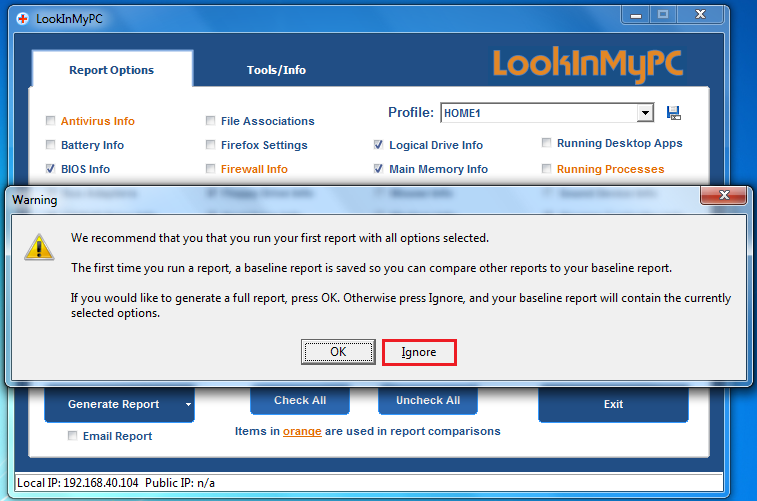 LookInMyPC
Report Options
Tools/Info
LookInMyPC
Profile: HOME1
Antivirus Info
File Associations
Battery Info
Firefox Settings
Logical Drive Info
Running Desktop Apps
BIOS Info
Firewall Info
Main Memory Info
Running Processes
Warning
We recommend that you that you run your first report with all options selected.
The first time you run a report, a baseline report is saved so you can compare other reports to your baseline report.
If you would like to generate a full report, press OK. Otherwise press Ignore, and your baseline report will contain the currently
selected options.
OK
Ignore
Generate Report
Check All
Uncheck All
Exit
Email Report
Items in orange are used in report comparisons
Local IP: 192.168.40.104 Public IP: n/a